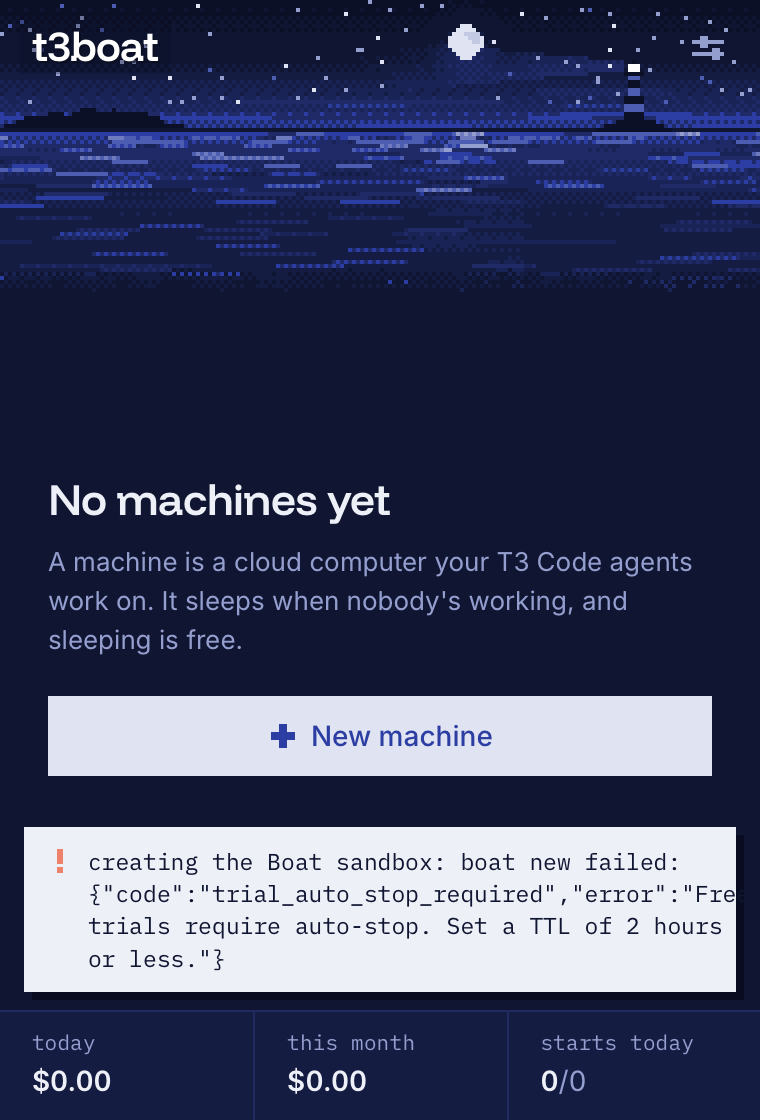 t3boat
No machines yet
A machine is a cloud computer your T3 Code agents
work on. It sleeps when nobody's working, and
sleeping is free.
New machine
! creating the Boat sandbox: boat new failed:
{"code":"trial_auto_stop_required","error":"Fre
trials require auto-stop. Set a TTL of 2 hours
or less."}
today
$0.00
this month
$0.00
starts today
0/0